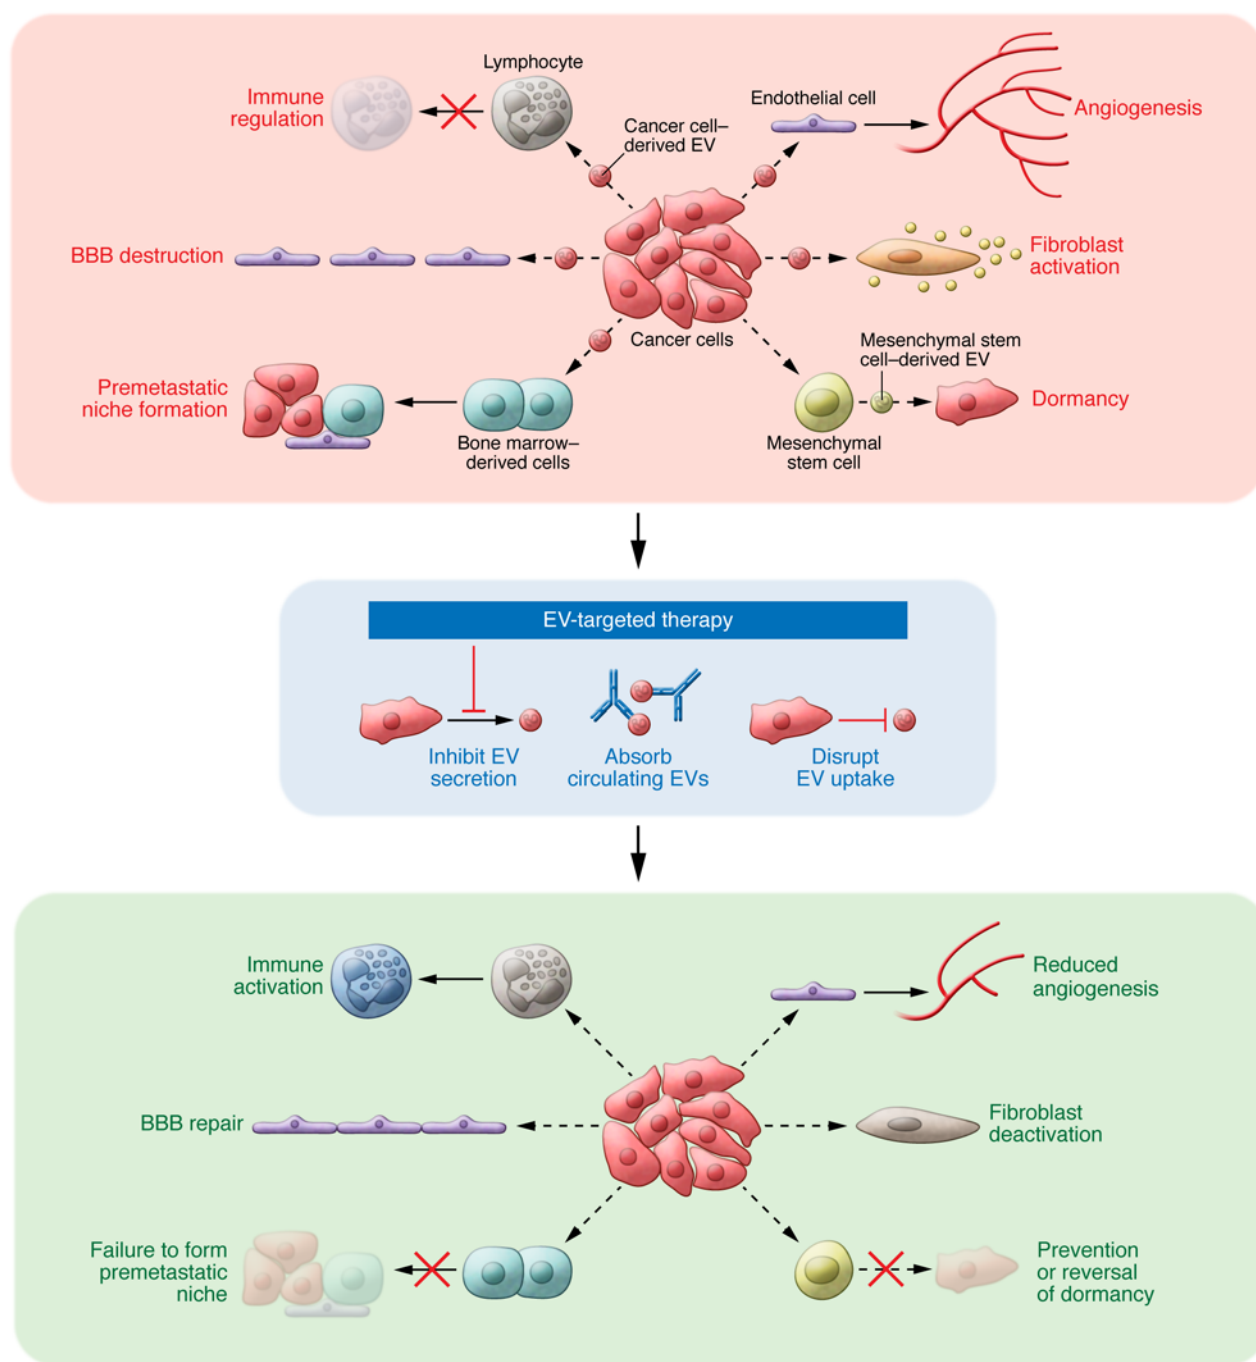 Lymphocyte
Immune
regulation
Cancer cell–
derived EV
Endothelial cell
Angiogenesis
BBB destruction
Cancer cells
Fibroblast
activation
Premetastatic
niche formation
Bone marrow–
derived cells
Mesenchymal stem
cell–derived EV
Mesenchymal
stem cell
Dormancy
EV-targeted therapy
Inhibit EV
secretion
Absorb
circulating EVs
Disrupt
EV uptake
Immune
activation
Reduced
angiogenesis
BBB repair
Fibroblast
deactivation
Failure to form
premetastatic
niche
Prevention
or reversal
of dormancy